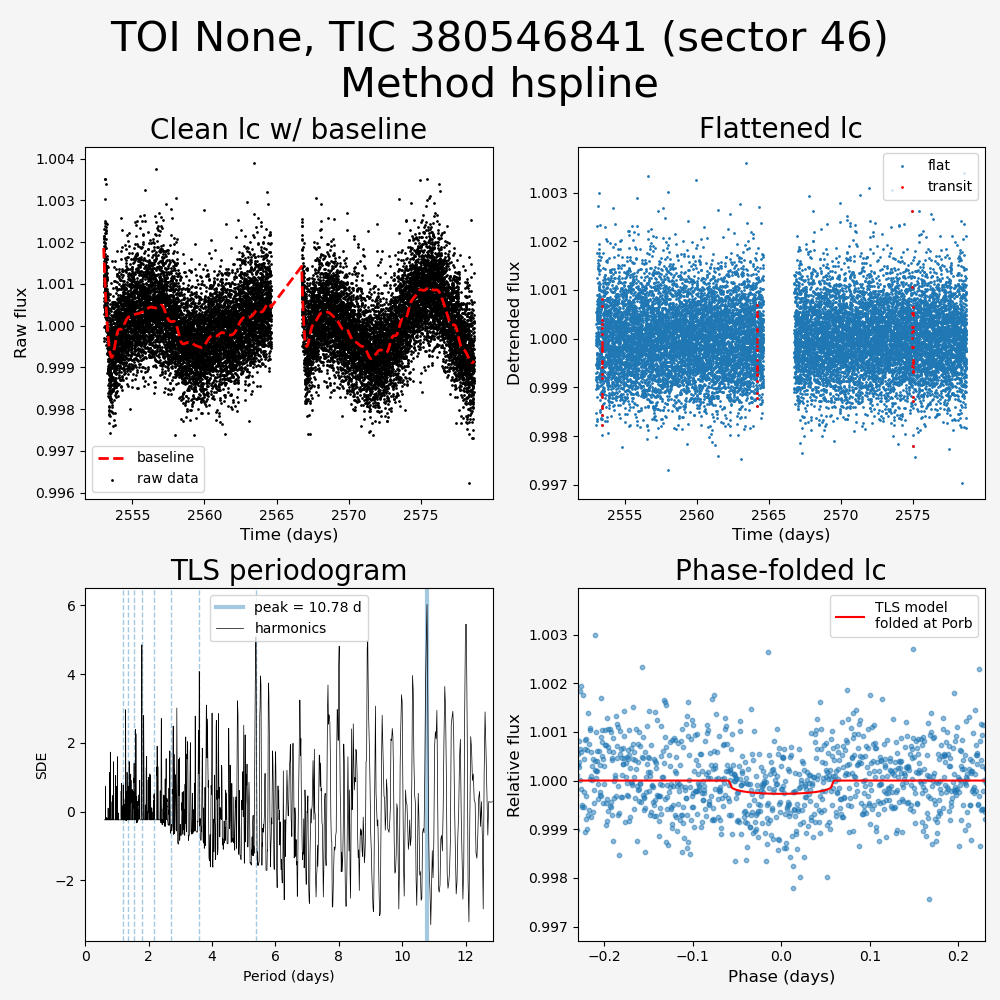 TOI None, TIC 380546841 (sector 46)
Method hspline
Clean lc w/ baseline
Raw flux
1.004
1.003
1.002
1.001
1.000
0.999
0.998
0.997
0.996
baseline
raw data
2555
2560
2565
2570
2575
Time (days)
Flattened lc
Detrended flux
1.003
1.002
1.001
1.000
0.999
0.998
0.997
flat
transit
2555
2560
2565
2570
2575
Time (days)
TLS periodogram
SDE
6
4
2
0
−2
peak = 10.78 d
harmonics
0
2
4
6
8
10
12
Period (days)
Phase-folded lc
Relative flux
1.003
1.002
1.001
1.000
0.999
0.998
0.997
TLS model
folded at Porb
−0.2
−0.1
0.0
0.1
0.2
Phase (days)